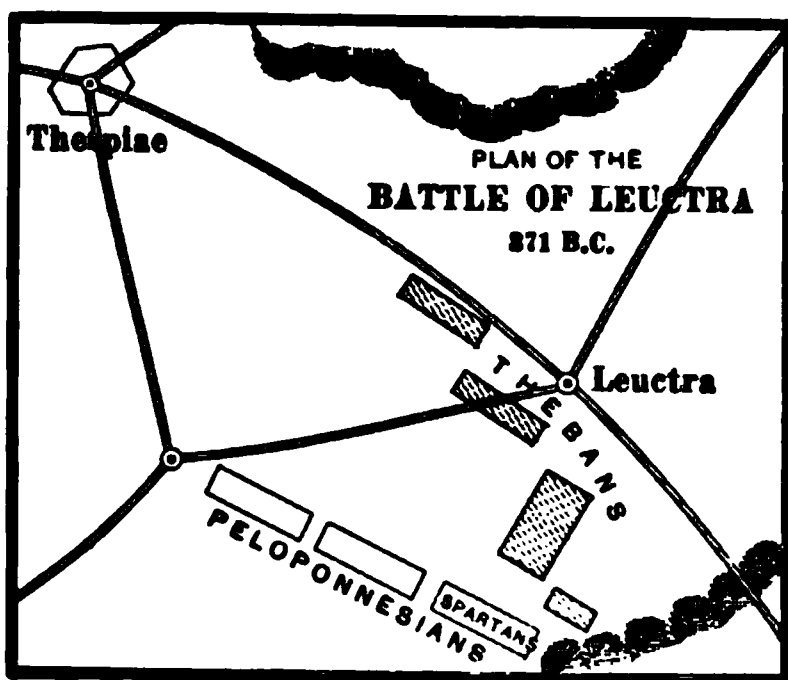 Thespiae
PLAN OF THE
BATTLE OF LEUCTRA
371 B.C.
Leuctra
THEBANS
PELOPONNESIANS
SPARTANS